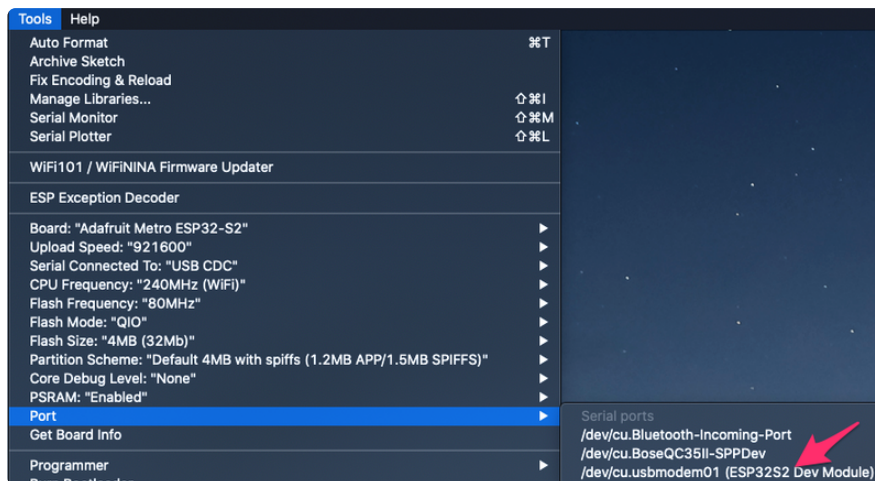 Tools Help
Auto Format ⌘T
Archive Sketch
Fix Encoding & Reload
Manage Libraries... ⇧⌘I
Serial Monitor ⇧⌘M
Serial Plotter ⇧⌘L
WiFi101 / WiFiNINA Firmware Updater
ESP Exception Decoder
Board: "Adafruit Metro ESP32-S2"
Upload Speed: "921600"
Serial Connected To: "USB CDC"
CPU Frequency: "240MHz (WiFi)"
Flash Frequency: "80MHz"
Flash Mode: "QIO"
Flash Size: "4MB (32Mb)"
Partition Scheme: "Default 4MB with spiffs (1.2MB APP/1.5MB SPIFFS)"
Core Debug Level: "None"
PSRAM: "Enabled"
Port
Get Board Info
Programmer
Serial ports
/dev/cu.Bluetooth-Incoming-Port
/dev/cu.BoseQC35II-SPPDev
/dev/cu.usbmodem01 (ESP32S2 Dev Module)